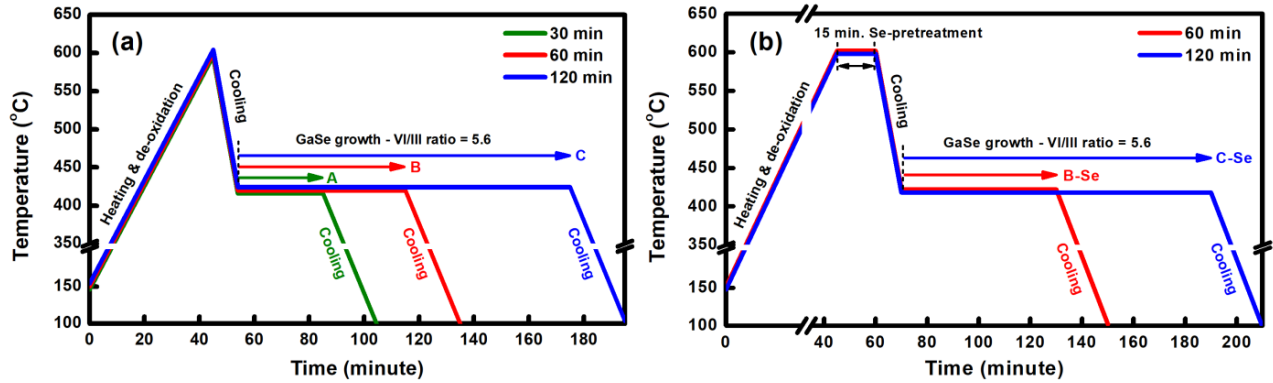 (a)
30 min
60 min
120 min
Heating & de-oxidation
Cooling
GaSe growth - VI/III ratio = 5.6
C
B
A
Cooling
Cooling
Cooling
Temperature (°C)
650
600
550
500
450
400
350
150
100
0 20 40 60 80 100 120 140 160 180
Time (minute)
(b)
15 min. Se-pretreatment
60 min
120 min
Heating & de-oxidation
Cooling
GaSe growth - VI/III ratio = 5.6
C-Se
B-Se
Cooling
Cooling
Temperature (°C)
650
600
550
500
450
400
350
150
100
0 40 60 80 100 120 140 160 180 200
Time (minute)